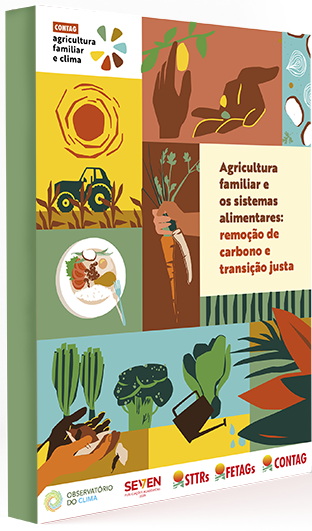 CONTAG
agricultura
familiar
e clima
Agricultura
familiar e
os sistemas
alimentares:
remoção de
carbono e
transição justa
OBSERVATÓRIO
DO CLIMA
SEVEN
STTRs
FETAGs
CONTAG